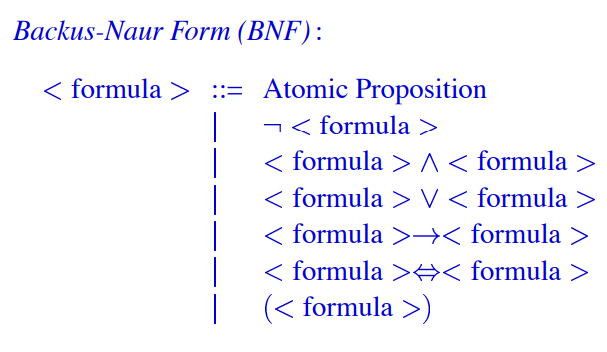 Backus-Naur Form (BNF):
< formula > ::= Atomic Proposition
| ¬ < formula >
| < formula > ∧ < formula >
| < formula > ∨ < formula >
| < formula >→< formula >
| < formula >⇔< formula >
| (< formula >)